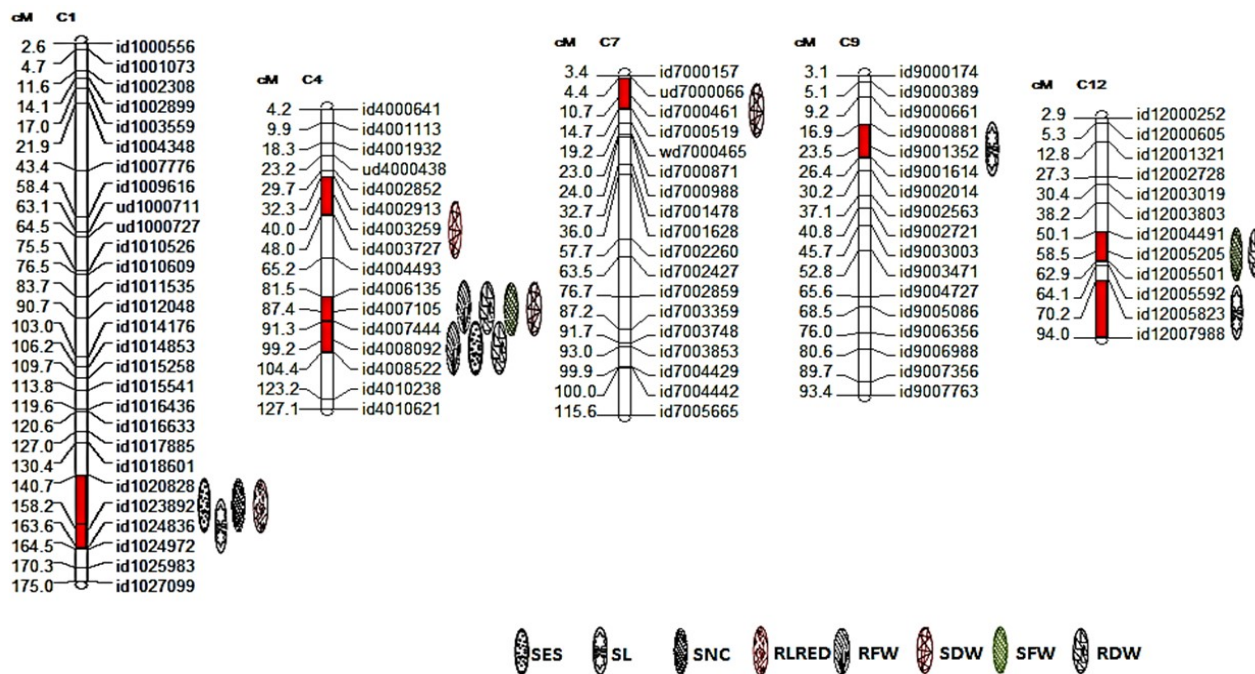 cM C1
2.6 id1000556
4.7 id1001073
11.6 id1002308
14.1 id1002899
17.0 id1003559
21.9 id1004348
43.4 id1007776
58.4 id1009616
63.1 ud1000711
64.5 ud1000727
75.5 id1010526
76.5 id1010609
83.7 id1011535
90.7 id1012048
103.0 id1014176
106.2 id1014853
109.7 id1015258
113.8 id1015541
119.6 id1016436
120.6 id1016633
127.0 id1017885
130.4 id1018601
140.7 id1020828
158.2 id1023892
163.6 id1024836
164.5 id1024972
170.3 id1025983
175.0 id1027099
cM C4
4.2 id4000641
9.9 id4001113
18.3 id4001932
23.2 ud4000438
29.7 id4002852
32.3 id4002913
40.0 id4003259
48.0 id4003727
65.2 id4004493
81.5 id4006135
87.4 id4007105
91.3 id4007444
99.2 id4008092
104.4 id4008522
123.2 id4010238
127.1 id4010621
cM C7
3.4 id7000157
4.4 ud7000066
10.7 id7000461
14.7 id7000519
19.2 wd7000465
23.0 id7000871
24.0 id7000988
32.7 id7001478
36.0 id7001628
57.7 id7002260
63.5 id7002427
76.7 id7002859
87.2 id7003359
91.7 id7003748
93.0 id7003853
99.9 id7004429
100.0 id7004442
115.6 id7005665
cM C9
3.1 id9000174
5.1 id9000389
9.2 id9000661
16.9 id9000881
23.5 id9001352
26.4 id9001614
30.2 id9002014
37.1 id9002563
40.8 id9002721
45.7 id9003003
52.8 id9003471
65.6 id9004727
68.5 id9005086
76.0 id9006356
80.6 id9006988
89.7 id9007356
93.4 id9007763
cM C12
2.9 id12000252
5.3 id12000605
12.8 id12001321
27.3 id12002728
30.4 id12003019
38.2 id12003803
50.1 id12004491
58.5 id12005205
62.9 id12005501
64.1 id12005592
70.2 id12005823
94.0 id12007988
SES SL SNC RLRED RFW SDW SFW RDW